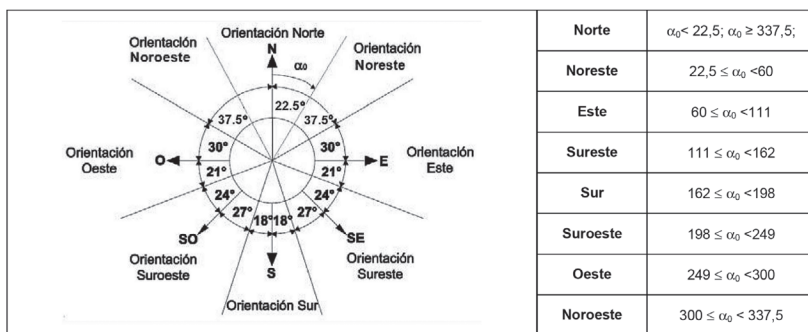 Orientación Norte
N
Orientación
Noroeste
Orientación
Noreste
α₀
22.5°
37.5°
37.5°
30°
30°
Orientación
Oeste
O
E
Orientación
Este
21°
21°
24°
24°
27°
18°
18°
27°
SO
SE
S
Orientación
Suroeste
Orientación
Sureste
Orientación Sur
Norte α₀< 22,5; α₀ ≥ 337,5;
Noreste 22,5 ≤ α₀ <60
Este 60 ≤ α₀ <111
Sureste 111 ≤ α₀ <162
Sur 162 ≤ α₀ <198
Suroeste 198 ≤ α₀ <249
Oeste 249 ≤ α₀ <300
Noroeste 300 ≤ α₀ < 337,5